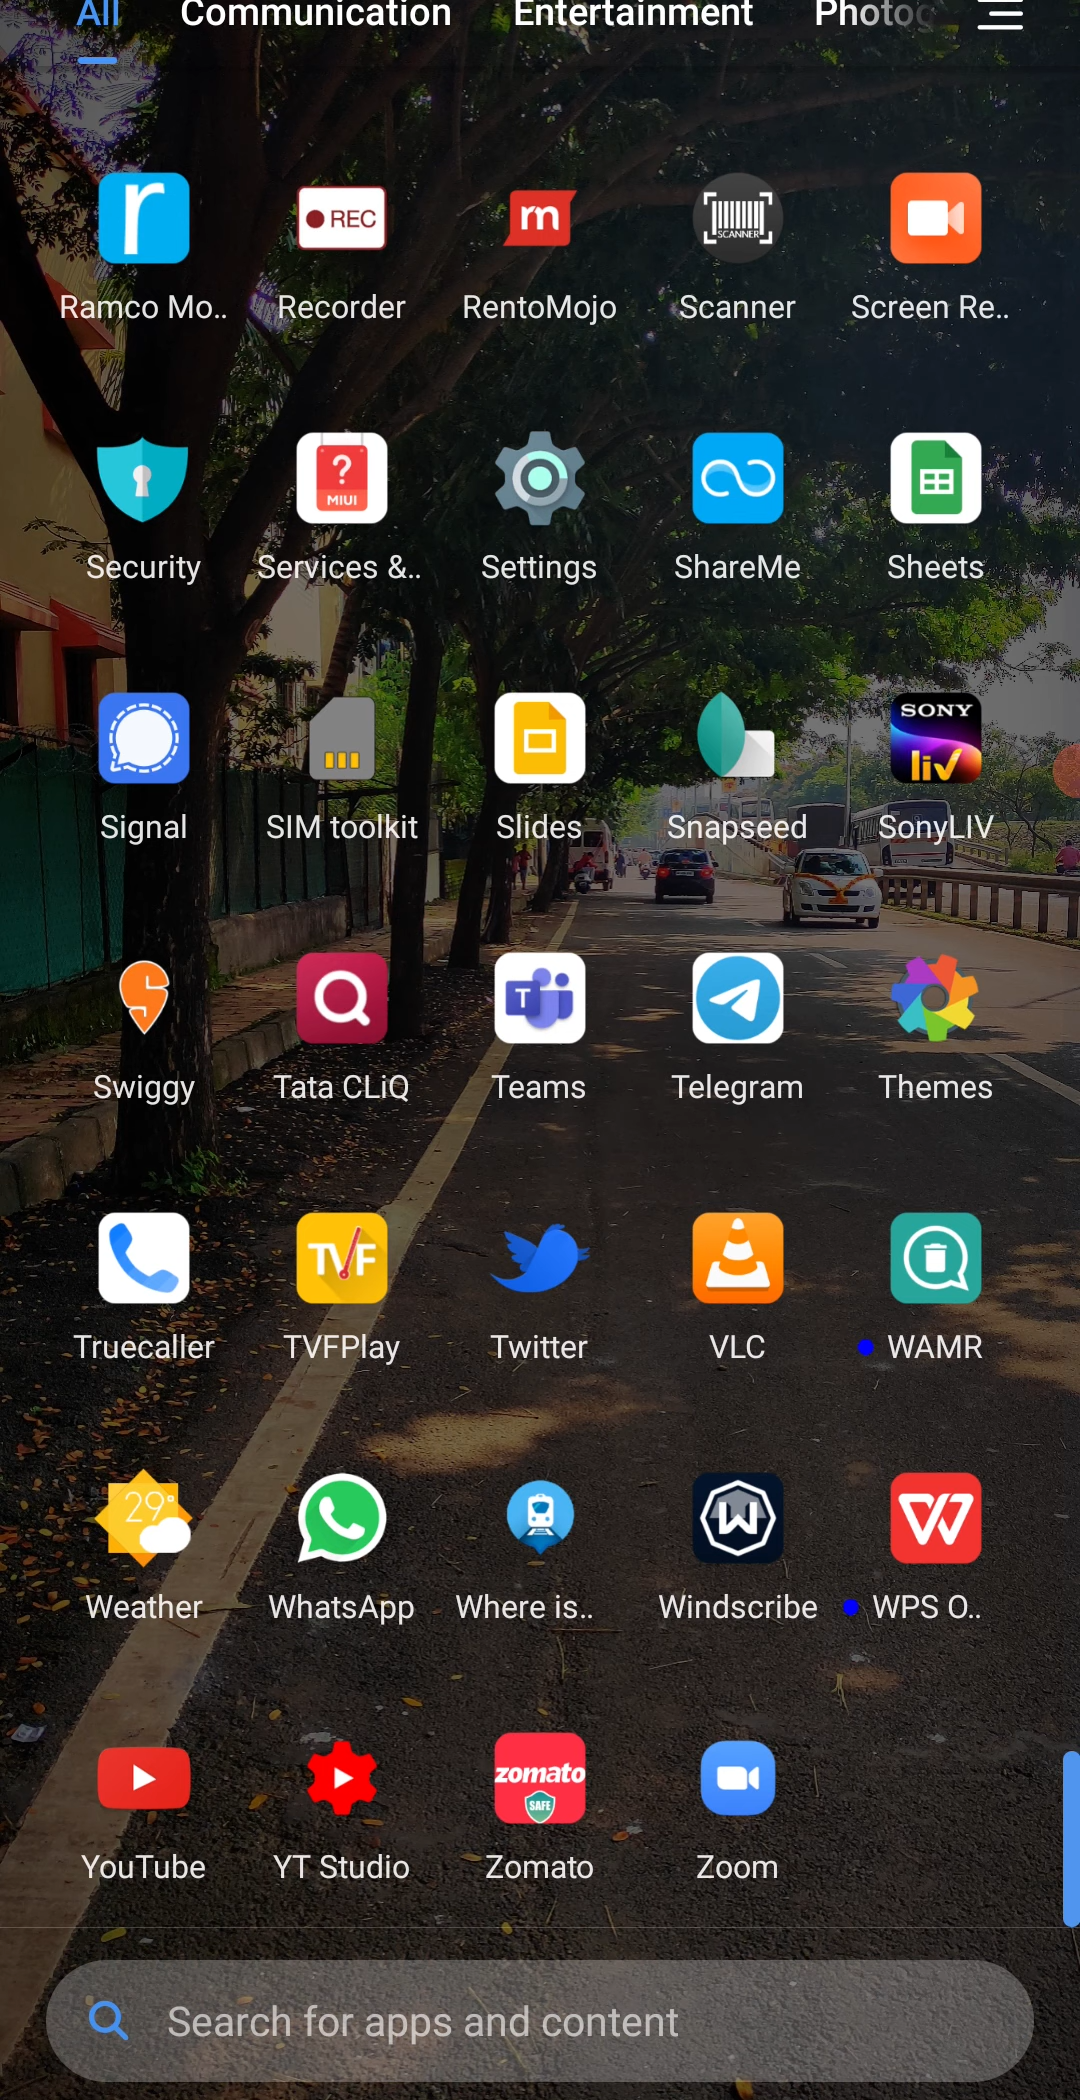 All Communication Entertainment Photog
REC
m
SCANNER
Ramco Mo.. Recorder RentoMojo Scanner Screen Re..
?
MIUI
Security Services &.. Settings ShareMe Sheets
SONY
liv
Signal SIM toolkit Slides Snapseed SonyLIV
T
Swiggy Tata CLiQ Teams Telegram Themes
TVF
Truecaller TVFPlay Twitter VLC WAMR
29°
W
W
Weather WhatsApp Where is.. Windscribe WPS O..
zomato
SAFE
YouTube YT Studio Zomato Zoom
Search for apps and content